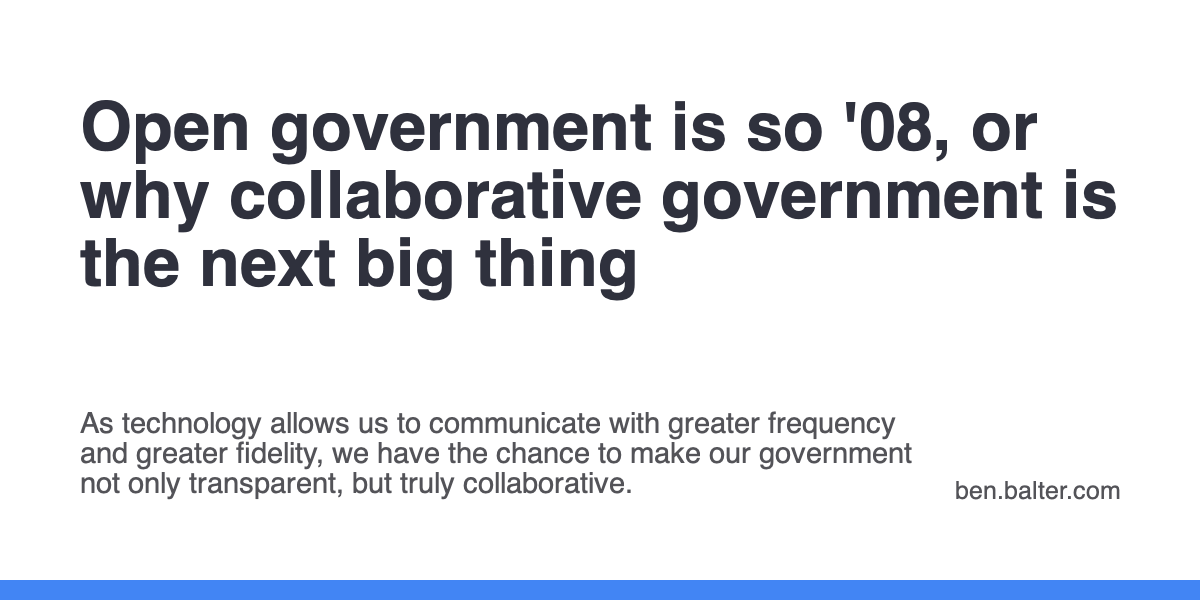 Open government is so '08, or
why collaborative government is
the next big thing
As technology allows us to communicate with greater frequency
and greater fidelity, we have the chance to make our government
not only transparent, but truly collaborative.
ben.balter.com